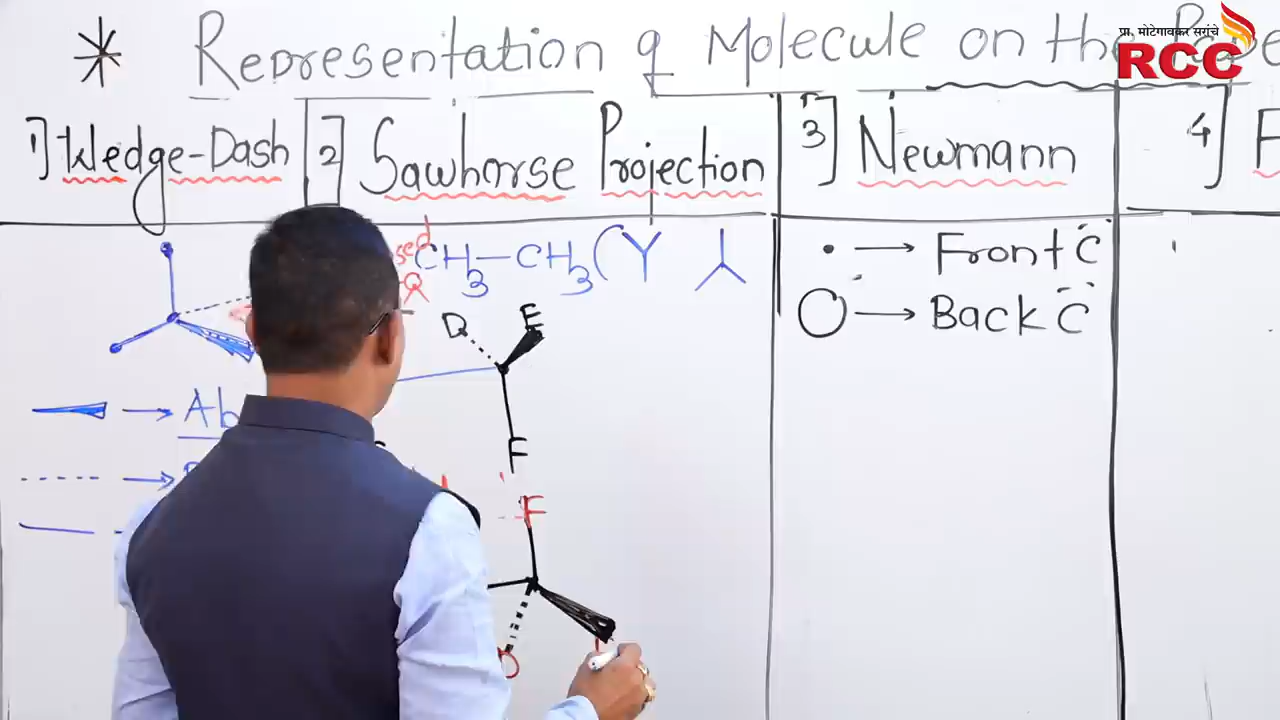 * Representation of Molecule on the
प्रा. मोटेगावकर सरांचे
RCC
1] Wedge-Dash
2] Sawhorse Projection
3] Newmann
4] F
CH3—CH3 (
• → Front C
○ → Back C
D E
F
F